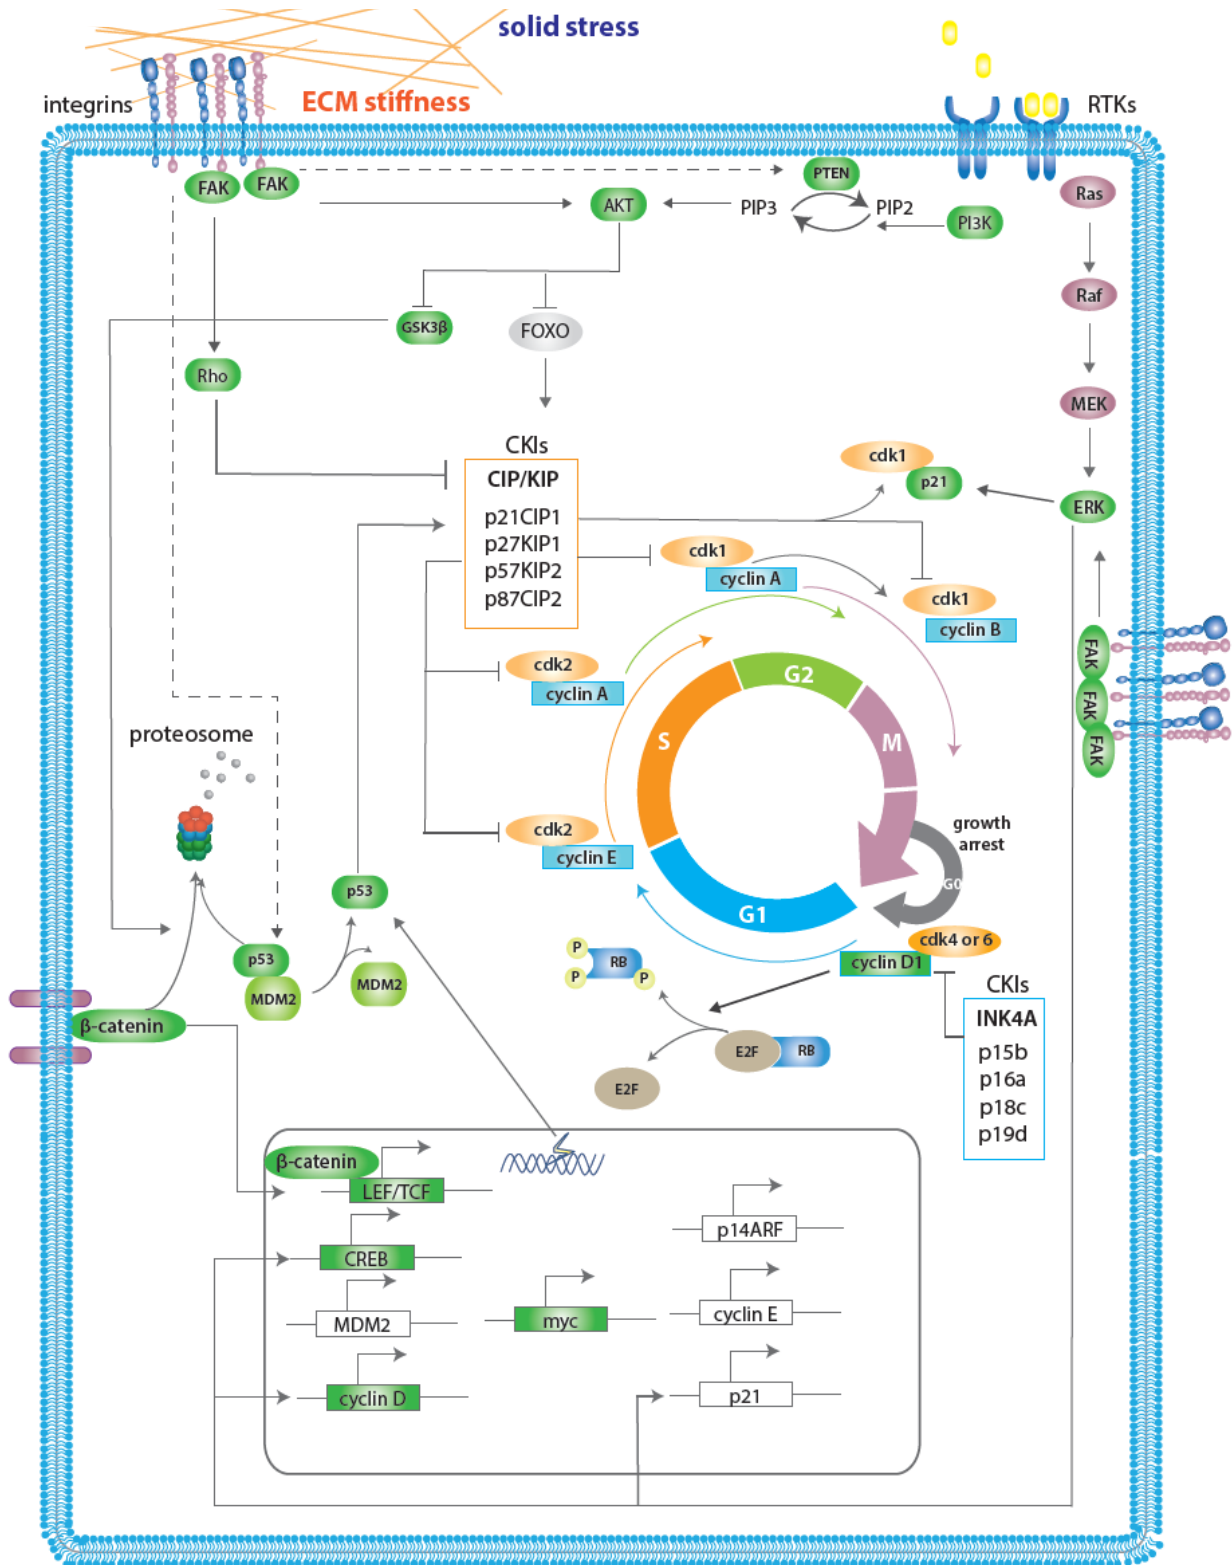 solid stress
integrins
ECM stiffness
RTKs
FAK
FAK
PTEN
AKT
PIP3
PIP2
PI3K
Ras
Raf
GSK3β
FOXO
Rho
MEK
CKIs
CIP/KIP
p21CIP1
p27KIP1
p57KIP2
p87CIP2
cdk1
p21
ERK
cdk1
cyclin A
cdk1
cyclin B
cdk2
cyclin A
FAK
FAK
FAK
G2
S
M
proteosome
cdk2
cyclin E
growth
arrest
G0
G1
p53
cdk4 or 6
cyclin D1
p53
MDM2
MDM2
P
P
RB
P
CKIs
INK4A
p15b
p16a
p18c
p19d
β-catenin
E2F
RB
E2F
β-catenin
LEF/TCF
CREB
MDM2
cyclin D
myc
p14ARF
cyclin E
p21